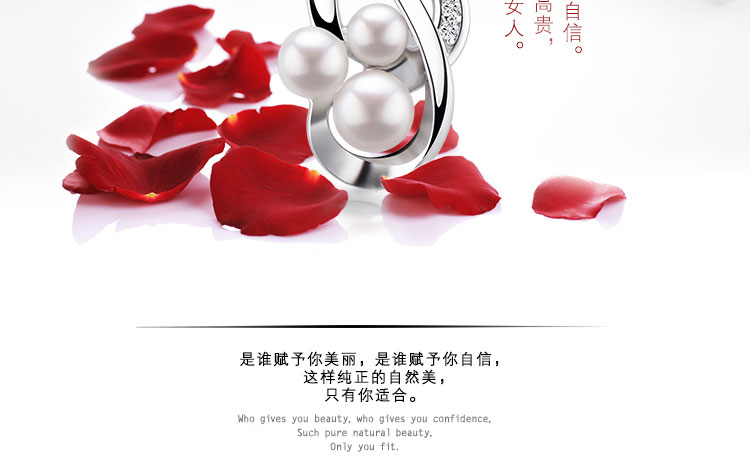 自信。
高贵，
女人。
是谁赋予你美丽，是谁赋予你自信，
这样纯正的自然美，
只有你适合。
Who gives you beauty, who gives you confidence,
Such pure natural beauty,
Only you fit.